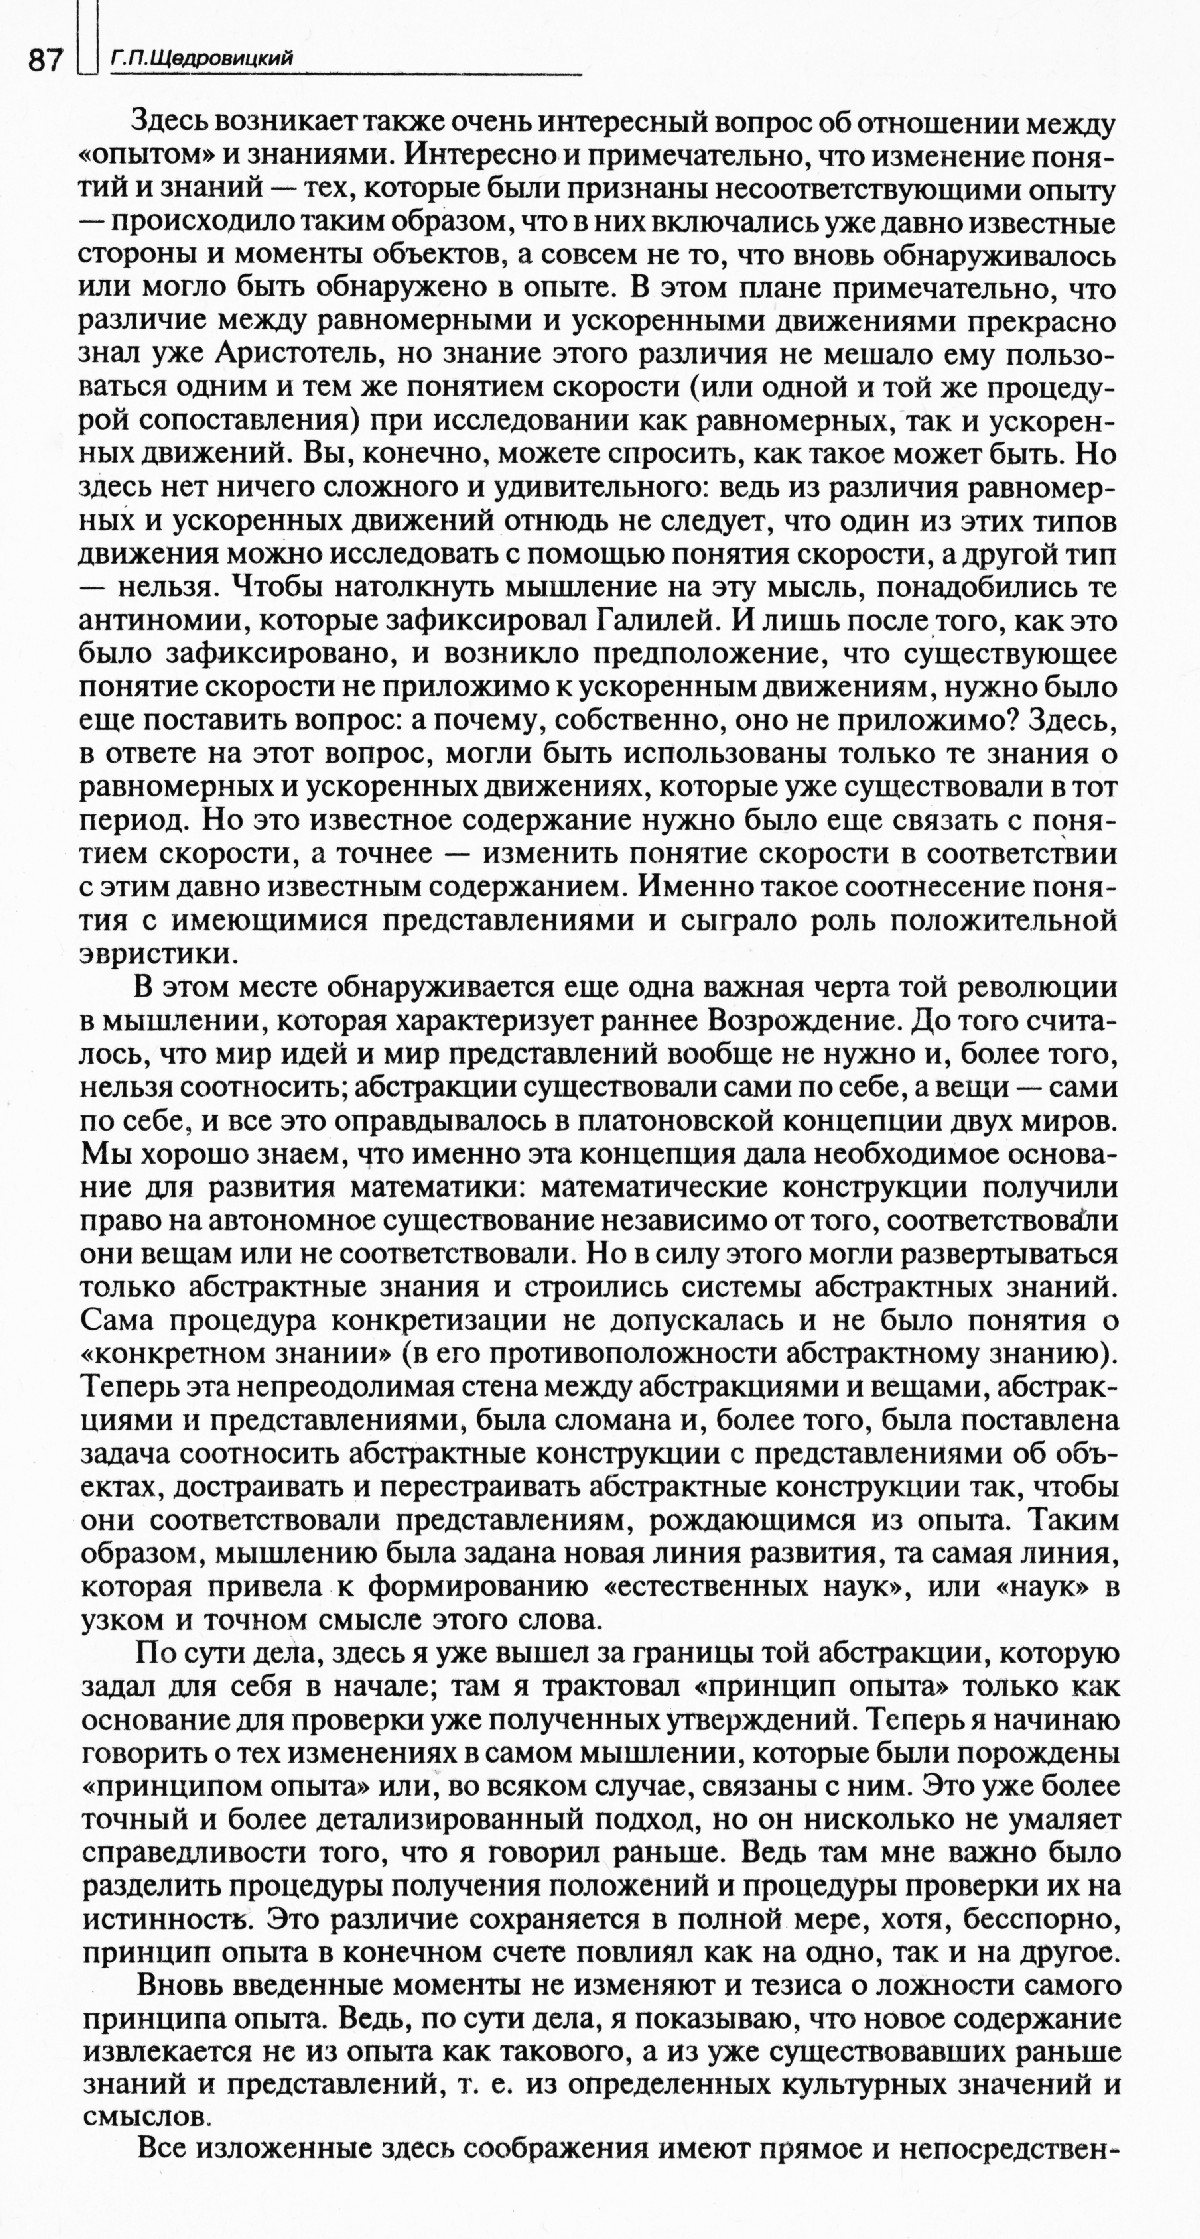 87
Г.П.Щедровицкий
Здесь возникает также очень интересный вопрос об отношении между
«опытом» и знаниями. Интересно и примечательно, что изменение поня-
тий и знаний — тех, которые были признаны несоответствующими опыту
— происходило таким образом, что в них включались уже давно известные
стороны и моменты объектов, а совсем не то, что вновь обнаруживалось
или могло быть обнаружено в опыте. В этом плане примечательно, что
различие между равномерными и ускоренными движениями прекрасно
знал уже Аристотель, но знание этого различия не мешало ему пользо-
ваться одним и тем же понятием скорости (или одной и той же процеду-
рой сопоставления) при исследовании как равномерных, так и ускорен-
ных движений. Вы, конечно, можете спросить, как такое может быть. Но
здесь нет ничего сложного и удивительного: ведь из различия равномер-
ных и ускоренных движений отнюдь не следует, что один из этих типов
движения можно исследовать с помощью понятия скорости, а другой тип
— нельзя. Чтобы натолкнуть мышление на эту мысль, понадобились те
антиномии, которые зафиксировал Галилей. И лишь после того, как это
было зафиксировано, и возникло предположение, что существующее
понятие скорости не приложимо к ускоренным движениям, нужно было
еще поставить вопрос: а почему, собственно, оно не приложимо? Здесь,
в ответе на этот вопрос, могли быть использованы только те знания о
равномерных и ускоренных движениях, которые уже существовали в тот
период. Но это известное содержание нужно было еще связать с поня-
тием скорости, а точнее — изменить понятие скорости в соответствии
с этим давно известным содержанием. Именно такое соотнесение поня-
тия с имеющимися представлениями и сыграло роль положительной
эвристики.
В этом месте обнаруживается еще одна важная черта той революции
в мышлении, которая характеризует раннее Возрождение. До того счита-
лось, что мир идей и мир представлений вообще не нужно и, более того,
нельзя соотносить; абстракции существовали сами по себе, а вещи — сами
по себе, и все это оправдывалось в платоновской концепции двух миров.
Мы хорошо знаем, что именно эта концепция дала необходимое основа-
ние для развития математики: математические конструкции получили
право на автономное существование независимо от того, соответствовали
они вещам или не соответствовали. Но в силу этого могли развертываться
только абстрактные знания и строились системы абстрактных знаний.
Сама процедура конкретизации не допускалась и не было понятия о
«конкретном знании» (в его противоположности абстрактному знанию).
Теперь эта непреодолимая стена между абстракциями и вещами, абстрак-
циями и представлениями, была сломана и, более того, была поставлена
задача соотносить абстрактные конструкции с представлениями об объ-
ектах, достраивать и перестраивать абстрактные конструкции так, чтобы
они соответствовали представлениям, рождающимся из опыта. Таким
образом, мышлению была задана новая линия развития, та самая линия,
которая привела к формированию «естественных наук», или «наук» в
узком и точном смысле этого слова.
По сути дела, здесь я уже вышел за границы той абстракции, которую
задал для себя в начале; там я трактовал «принцип опыта» только как
основание для проверки уже полученных утверждений. Теперь я начинаю
говорить о тех изменениях в самом мышлении, которые были порождены
«принципом опыта» или, во всяком случае, связаны с ним. Это уже более
точный и более детализированный подход, но он нисколько не умаляет
справедливости того, что я говорил раньше. Ведь там мне важно было
разделить процедуры получения положений и процедуры проверки их на
истинность. Это различие сохраняется в полной мере, хотя, бесспорно,
принцип опыта в конечном счете повлиял как на одно, так и на другое.
Вновь введенные моменты не изменяют и тезиса о ложности самого
принципа опыта. Ведь, по сути дела, я показываю, что новое содержание
извлекается не из опыта как такового, а из уже существовавших раньше
знаний и представлений, т. е. из определенных культурных значений и
смыслов.
Все изложенные здесь соображения имеют прямое и непосредствен-